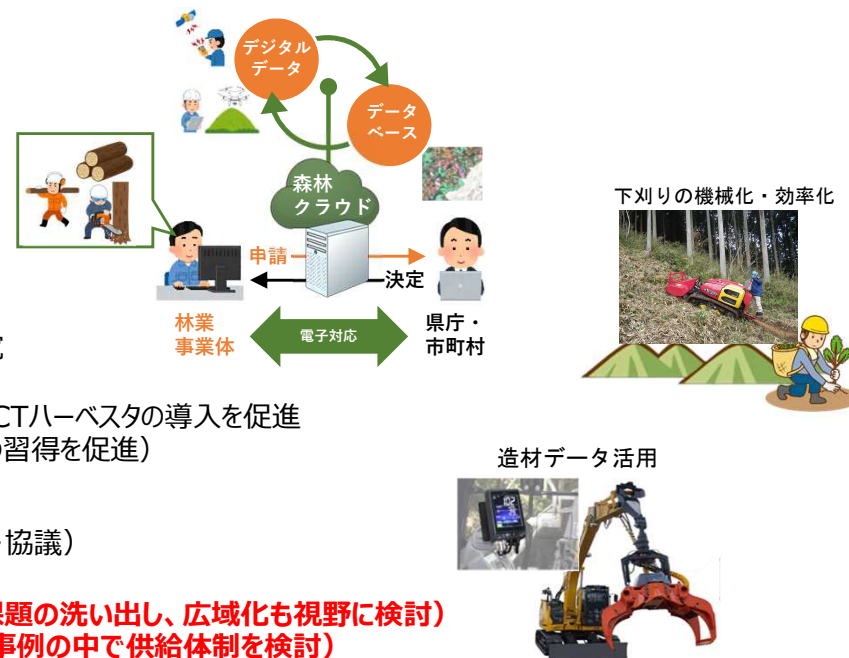 デジタル
データ
データ
ベース
森林
クラウド
申請
決定
林業
事業体
電子対応
県庁・
市町村
下刈りの機械化・効率化
CTハーベスタの導入を促進
習得を促進）
造材データ活用
協議）
題の洗い出し、広域化も視野に検討）
事例の中で供給体制を検討）